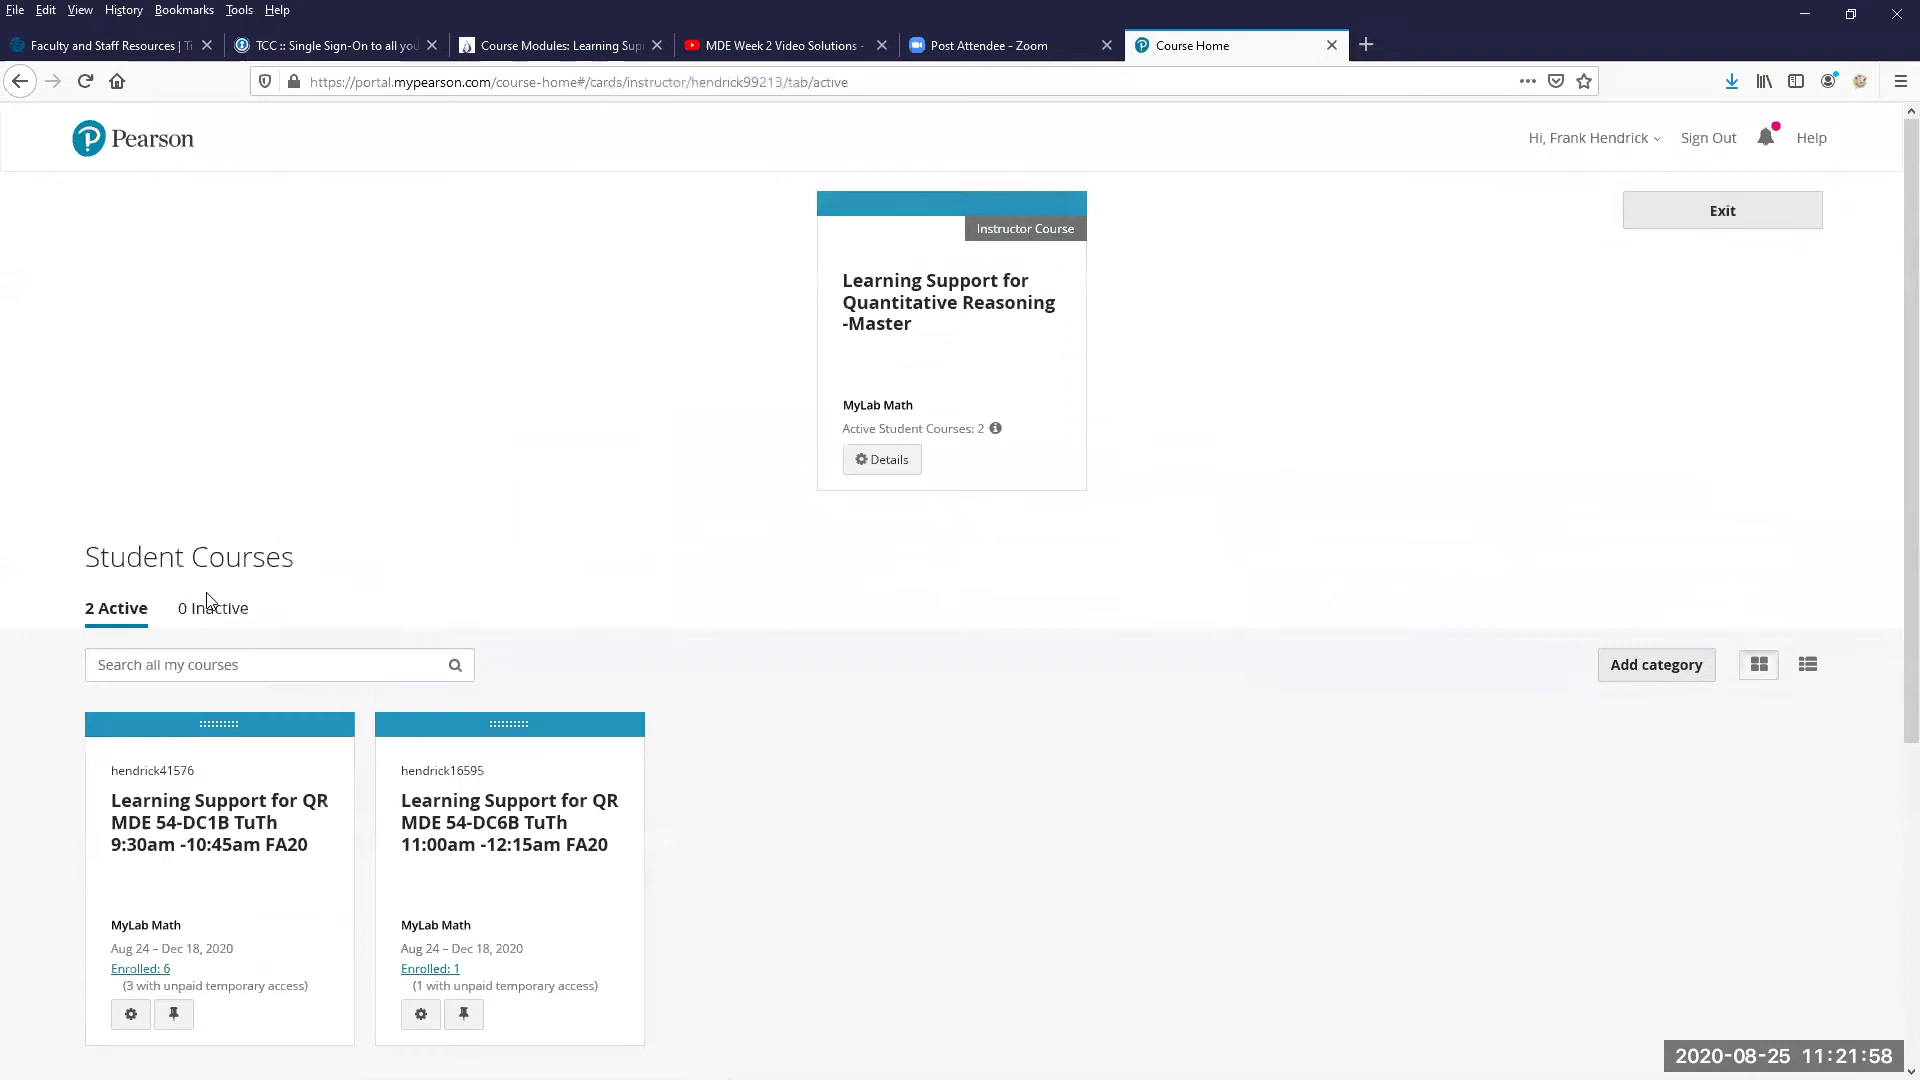 File Edit View History Bookmarks Tools Help
Faculty and Staff Resources | Ti
TCC :: Single Sign-On to all you
Course Modules: Learning Sup
MDE Week 2 Video Solutions -
Post Attendee - Zoom
Course Home
https://portal.mypearson.com/course-home#/cards/instructor/hendrick99213/tab/active
Pearson
Hi, Frank Hendrick
Sign Out
Help
Exit
Instructor Course
Learning Support for
Quantitative Reasoning
-Master
MyLab Math
Active Student Courses: 2
Details
Student Courses
2 Active
0 Inactive
Search all my courses
Add category
hendrick41576
Learning Support for QR
MDE 54-DC1B TuTh
9:30am -10:45am FA20
MyLab Math
Aug 24 – Dec 18, 2020
Enrolled: 6
(3 with unpaid temporary access)
hendrick16595
Learning Support for QR
MDE 54-DC6B TuTh
11:00am -12:15am FA20
MyLab Math
Aug 24 – Dec 18, 2020
Enrolled: 1
(1 with unpaid temporary access)
2020-08-25 11:21:58